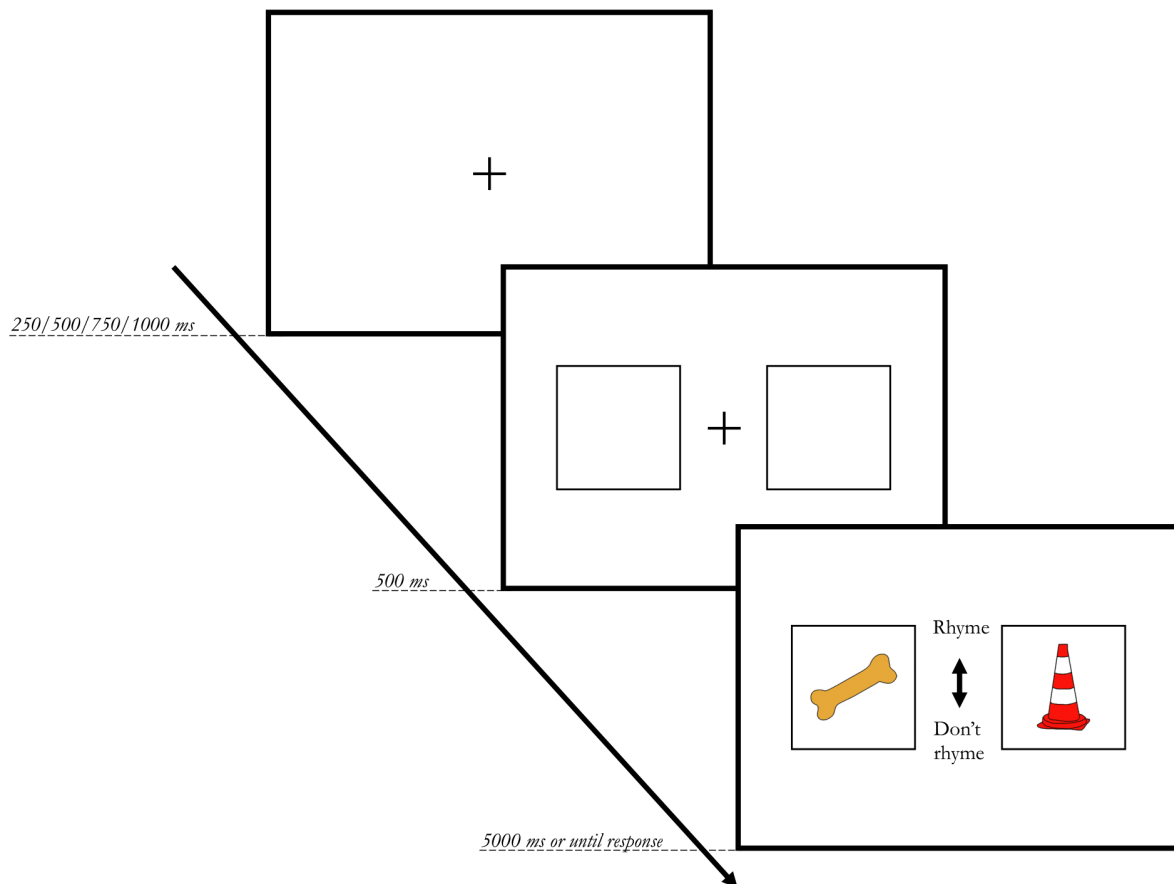 250/500/750/1000 ms
500 ms
Rhyme
Don't
rhyme
5000 ms or until response